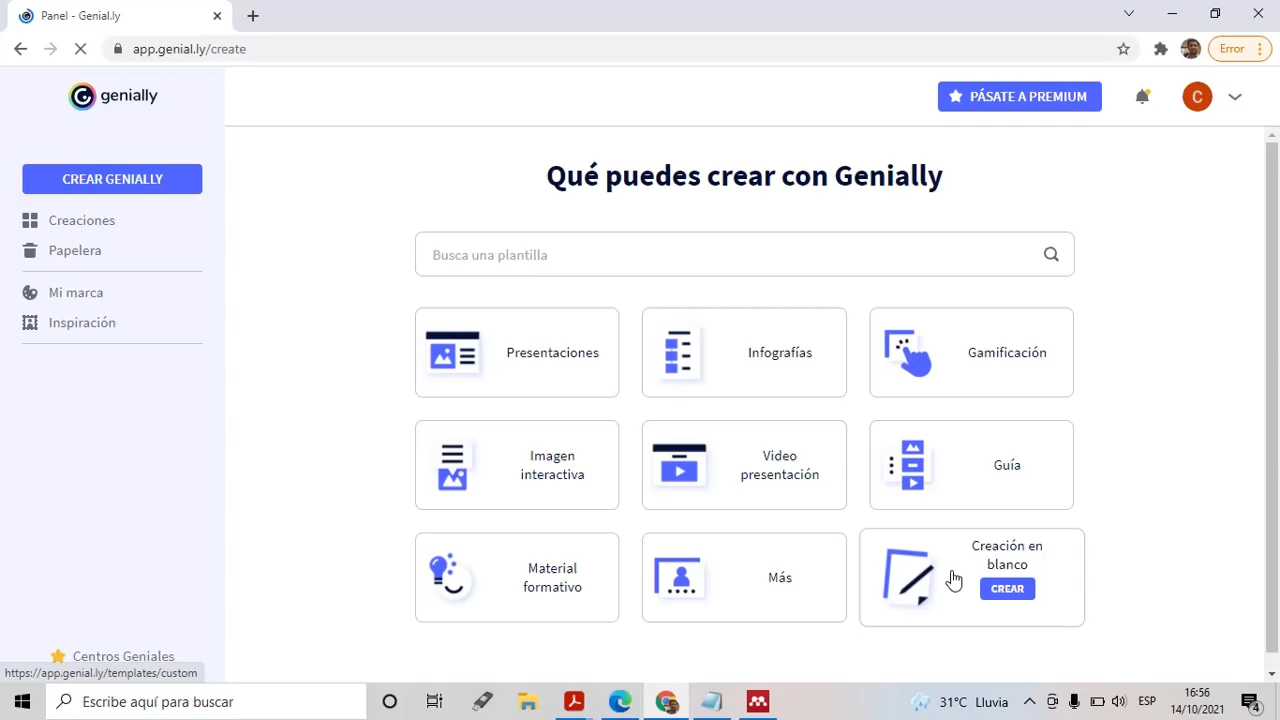 Panel - Genial.ly
app.genial.ly/create
Error
genially
PÁSATE A PREMIUM
C
CREAR GENIALLY
Creaciones
Papelera
Mi marca
Inspiración
Qué puedes crear con Genially
Busca una plantilla
Presentaciones
Infografías
Gamificación
Imagen
interactiva
Video
presentación
Guía
Material
formativo
Más
Creación en
blanco
CREAR
Centros Geniales
https://app.genial.ly/templates/custom
Escribe aquí para buscar
31°C Lluvia
ESP
16:56
14/10/2021
4